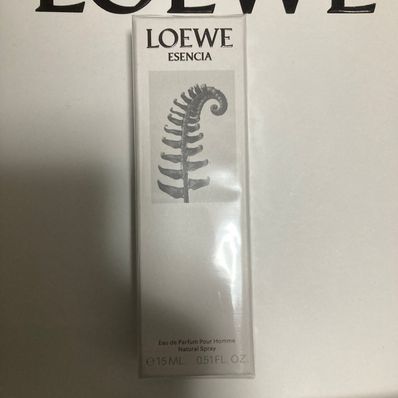 LOEWE
LOEWE
ESENCIA
Eau de Parfum Pour Homme
Natural Spray
℮15 ML. 0.51 FL. OZ.